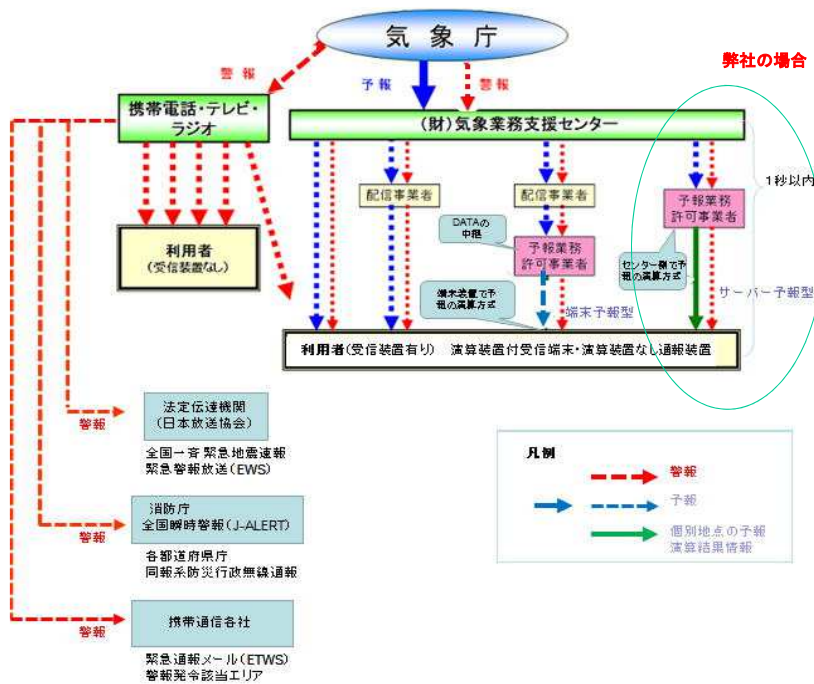 気象庁
弊社の場合
警報
予報
警報
携帯電話・テレビ・
ラジオ
(財)気象業務支援センター
1秒以内
配信事業者
配信事業者
予報業務
許可事業者
DATAの
中継
利用者
(受信装置なし)
予報業務
許可事業者
センター側で予
報の演算方式
端末装置で予
報の演算方式
サーバー予報型
端末予報型
利用者(受信装置有り) 演算装置付受信端末・演算装置なし通報装置
法定伝達機関
(日本放送協会)
警報
全国一斉 緊急地震速報
緊急警報放送(EWS)
凡例
警報
予報
個別地点の予報
演算結果情報
消防庁
全国瞬時警報(J-ALERT)
警報
各都道府県庁
同報系防災行政無線通報
携帯通信各社
警報
緊急通報メール(ETWS)
警報発令該当エリア